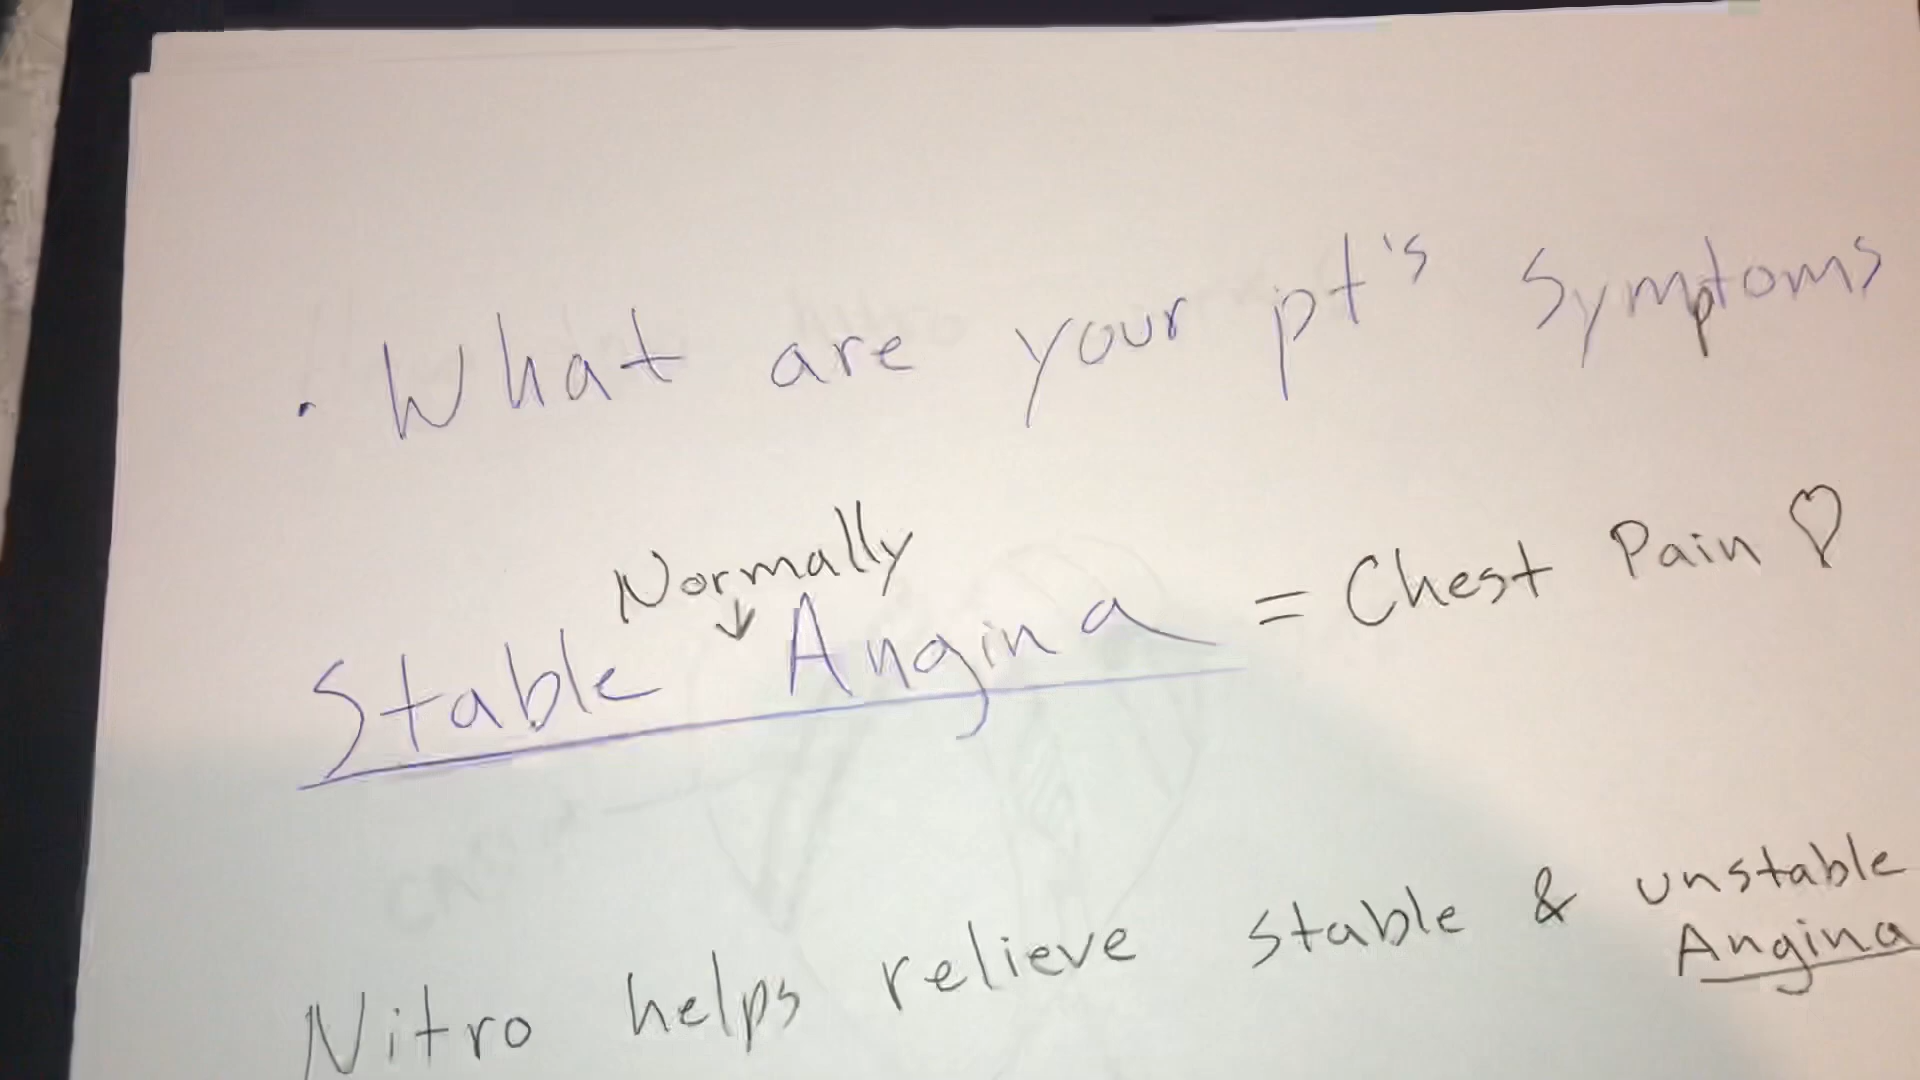 · What are your pt's symptoms
Normally
↓
Stable Angina = Chest Pain ♡
Nitro helps relieve stable & unstable
Angina